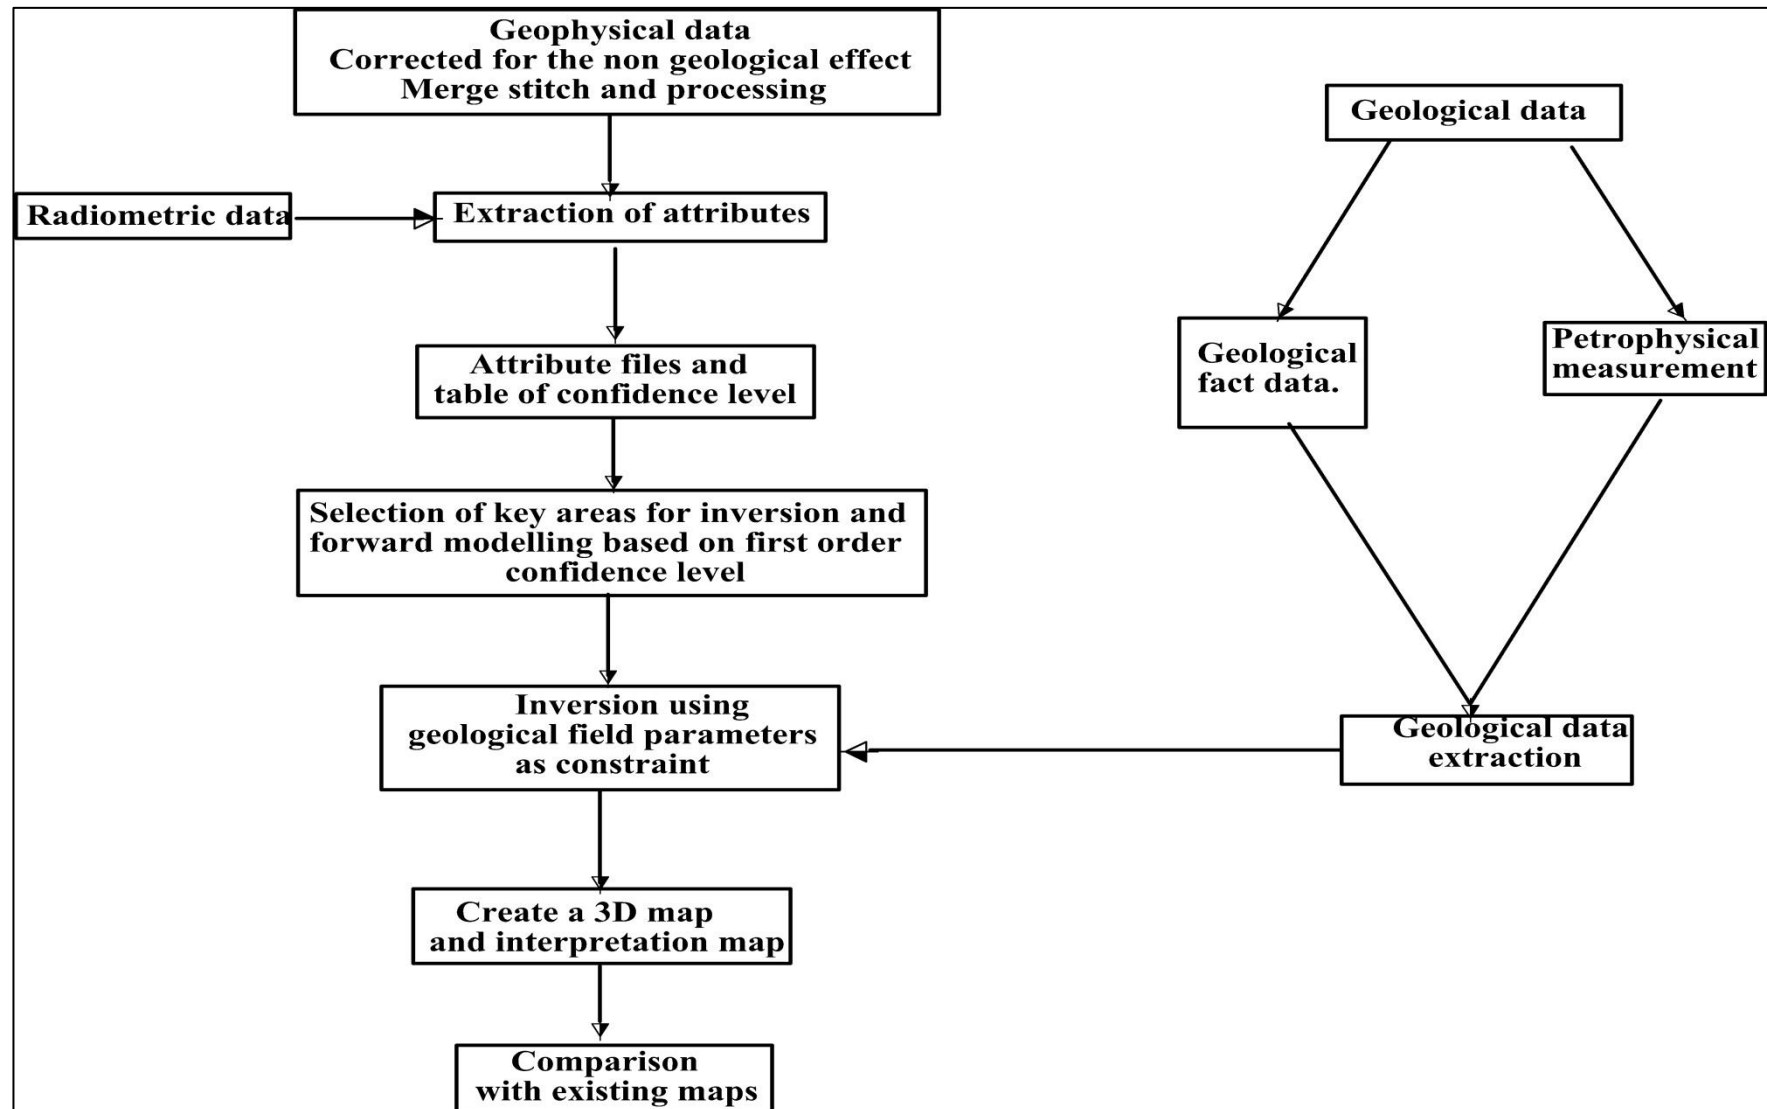 Geophysical data
Corrected for the non geological effect
Merge stitch and processing
Geological data
Radiometric data
Extraction of attributes
Geological
fact data.
Petrophysical
measurement
Attribute files and
table of confidence level
Selection of key areas for inversion and
forward modelling based on first order
confidence level
Inversion using
geological field parameters
as constraint
Geological data
extraction
Create a 3D map
and interpretation map
Comparison
with existing maps